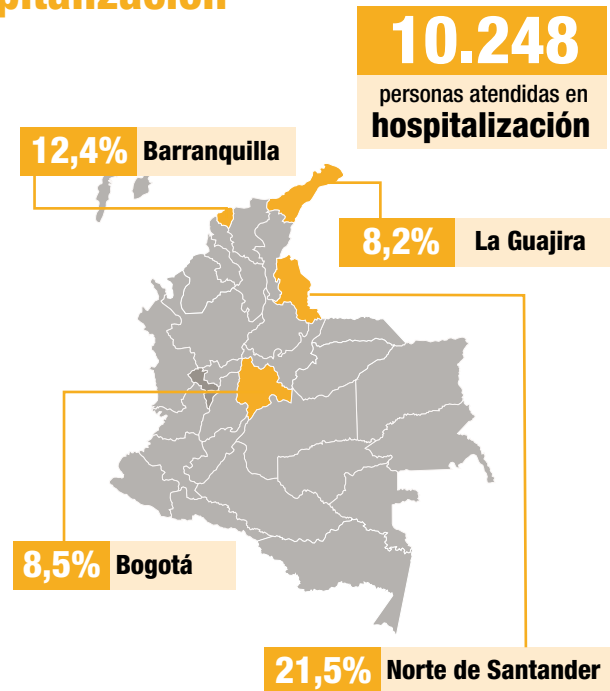 10.248
personas atendidas en
hospitalización
12,4% Barranquilla
8,2% La Guajira
8,5% Bogotá
21,5% Norte de Santander